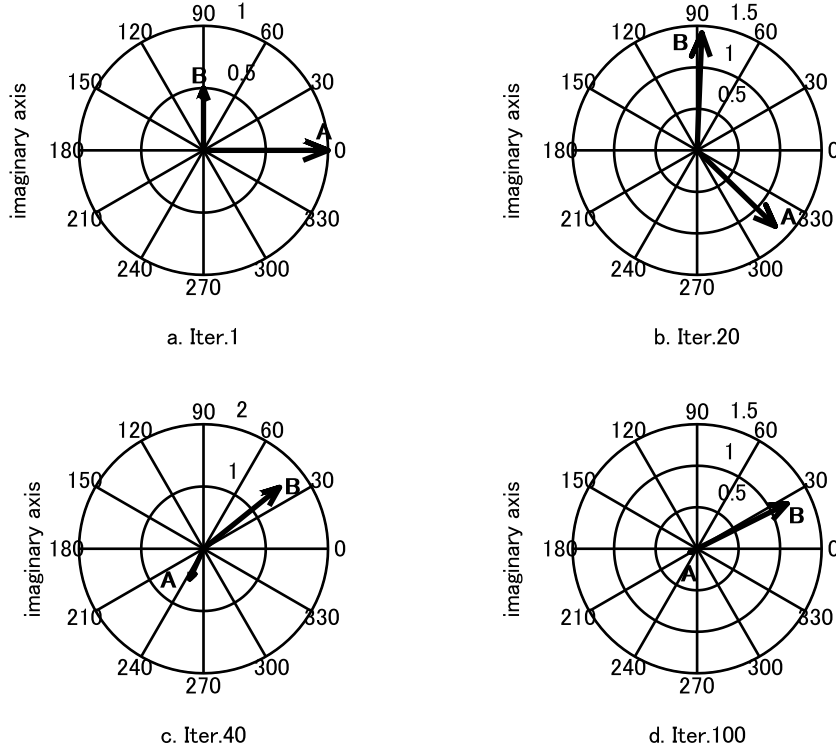 90 1
120 60
0.5
B
150 30
A
180 0
210 330
240 300
270
imaginary axis
a. Iter.1
90 1.5
120 60
B
1
150 30
0.5
180 0
A
210 330
240 300
270
imaginary axis
b. Iter.20
90 2
120 60
1
150 30
B
180 0
A
210 330
240 300
270
imaginary axis
c. Iter.40
90 1.5
120 60
1
150 30
0.5
B
180 0
A
210 330
240 300
270
imaginary axis
d. Iter.100